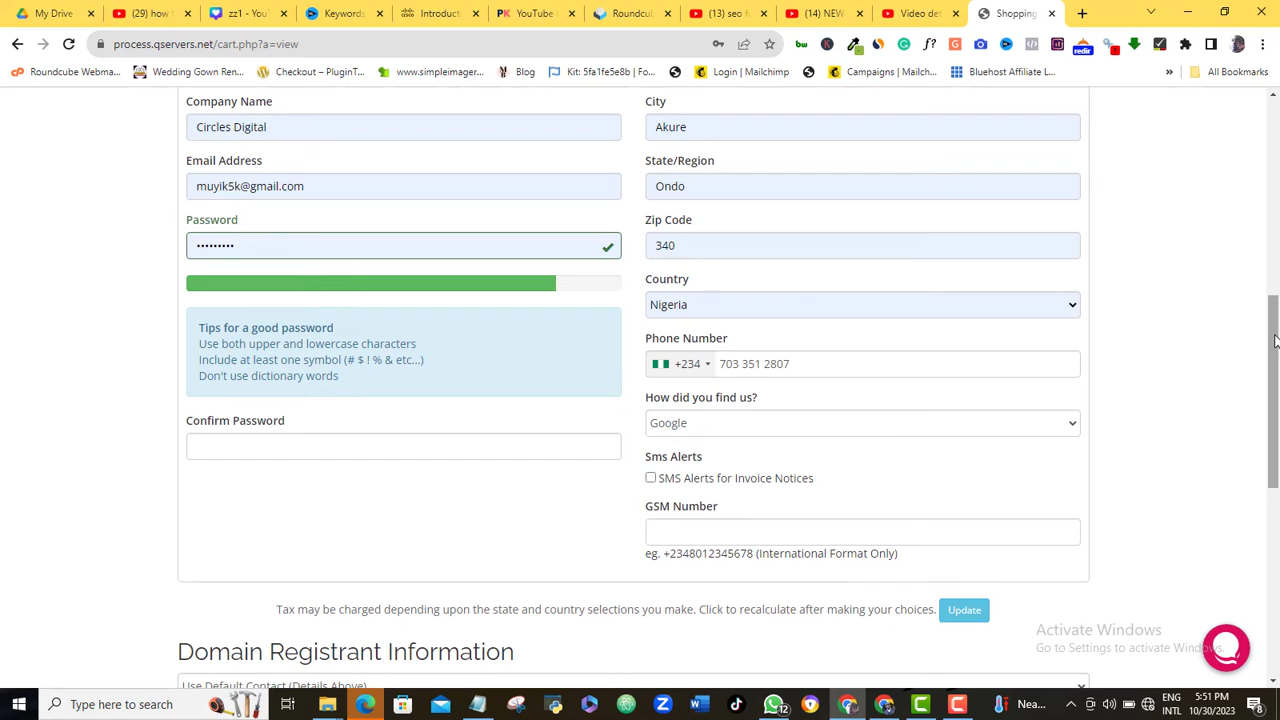 My Drive
(29) how t
zz1 - You
Keywords
Introduct
YouTube
Roundcub
(13) seo f
(14) NEW
Video de
Shopping
process.qservers.net/cart.php?a=view
Roundcube Webma...
Wedding Gown Ren...
Checkout – PluginT...
www.simpleimager...
Blog
Kit: 5fa1fe5e8b | Fo...
Login | Mailchimp
Campaigns | Mailch...
Bluehost Affiliate L...
»
All Bookmarks
Company Name
Circles Digital
City
Akure
Email Address
muyik5k@gmail.com
State/Region
Ondo
Password
•••••••••
Zip Code
340
Country
Nigeria
Tips for a good password
Use both upper and lowercase characters
Include at least one symbol (# $ ! % & etc...)
Don't use dictionary words
Phone Number
+234 703 351 2807
How did you find us?
Google
Confirm Password
Sms Alerts
SMS Alerts for Invoice Notices
GSM Number
eg. +2348012345678 (International Format Only)
Tax may be charged depending upon the state and country selections you make. Click to recalculate after making your choices. Update
Domain Registrant Information
Use Default Contact (Details Above)
Activate Windows
Go to Settings to activate Windows.
Type here to search
12
Nea...
ENG
INTL
5:51 PM
10/30/2023
8